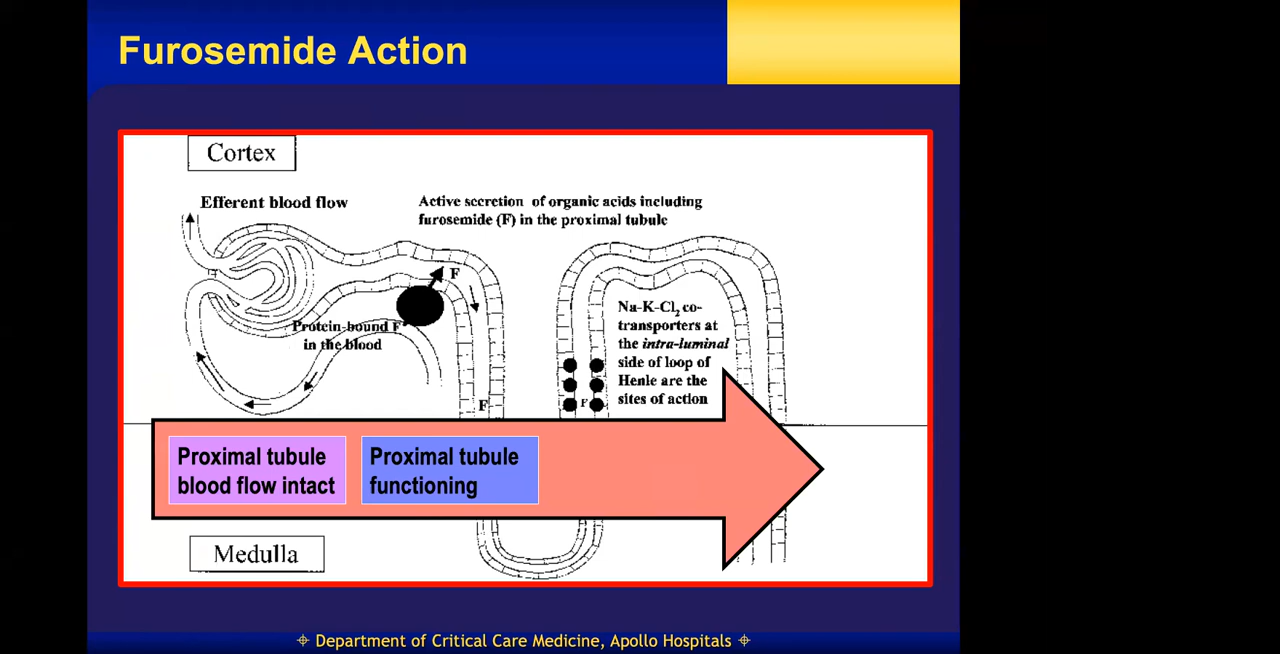 Furosemide Action
Cortex
Efferent blood flow
Active secretion of organic acids including
furosemide (F) in the proximal tubule
F
Protein-bound F
in the blood
Na-K-Cl2 co-
transporters at
the intra-luminal
side of loop of
Henle are the
sites of action
F
F
Proximal tubule
blood flow intact
Proximal tubule
functioning
Medulla
Department of Critical Care Medicine, Apollo Hospitals